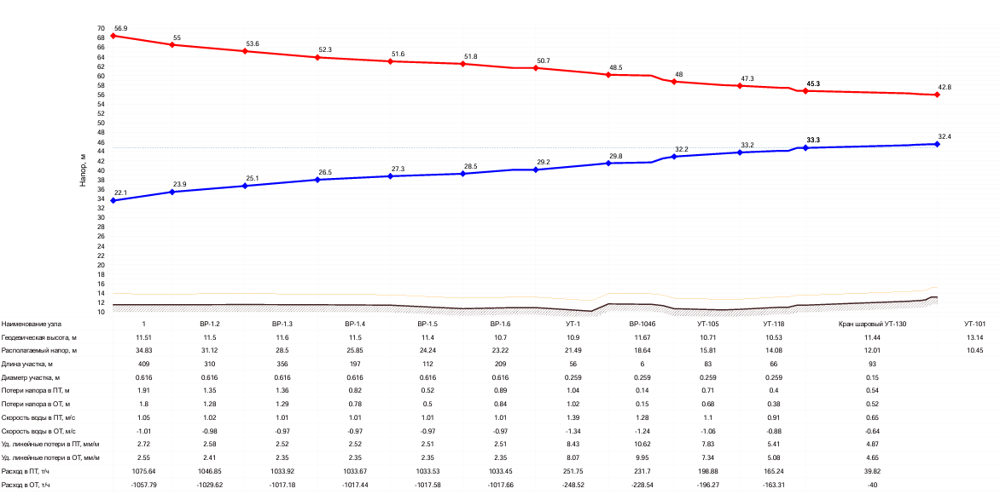 70
68
66
64
62
60
58
56
54
52
50
48
46
44
42
40
38
36
34
32
30
28
26
24
22
20
18
16
14
12
10
Напор, м
56.9 55 53.6 52.3 51.6 51.8 50.7 48.5 48 47.3 45.3 42.8
22.1 23.9 25.1 26.5 27.3 28.5 29.2 29.8 32.2 33.2 33.3 32.4
Наименование узла 1 ВР-1.2 ВР-1.3 ВР-1.4 ВР-1.5 ВР-1.6 УТ-1 ВР-1046 УТ-105 УТ-118 Кран шаровый УТ-130 УТ-101
Геодезическая высота, м 11.51 11.5 11.6 11.5 11.4 10.7 10.9 11.67 10.71 10.53 11.44 13.14
Располагаемый напор, м 34.83 31.12 28.5 25.85 24.24 23.22 21.49 18.64 15.81 14.08 12.01 10.45
Длина участка, м 409 310 356 197 112 209 56 6 83 66 93
Диаметр участка, м 0.616 0.616 0.616 0.616 0.616 0.616 0.259 0.259 0.259 0.259 0.15
Потери напора в ПТ, м 1.91 1.35 1.36 0.82 0.52 0.89 1.04 0.14 0.71 0.4 0.54
Потери напора в ОТ, м 1.8 1.28 1.29 0.78 0.5 0.84 1.02 0.15 0.68 0.38 0.52
Скорость воды в ПТ, м/с 1.05 1.02 1.01 1.01 1.01 1.01 1.39 1.28 1.1 0.91 0.65
Скорость воды в ОТ, м/с -1.01 -0.98 -0.97 -0.97 -0.97 -0.97 -1.34 -1.24 -1.06 -0.88 -0.64
Уд. линейные потери в ПТ, мм/м 2.72 2.58 2.52 2.52 2.51 2.51 8.43 10.62 7.83 5.41 4.87
Уд. линейные потери в ОТ, мм/м 2.55 2.41 2.35 2.35 2.35 2.35 8.07 9.95 7.34 5.08 4.65
Расход в ПТ, т/ч 1075.64 1046.85 1033.92 1033.67 1033.53 1033.45 251.75 231.7 198.88 165.24 39.82
Расход в ОТ, т/ч -1057.79 -1029.62 -1017.18 -1017.44 -1017.58 -1017.66 -248.52 -228.54 -196.27 -163.31 -40